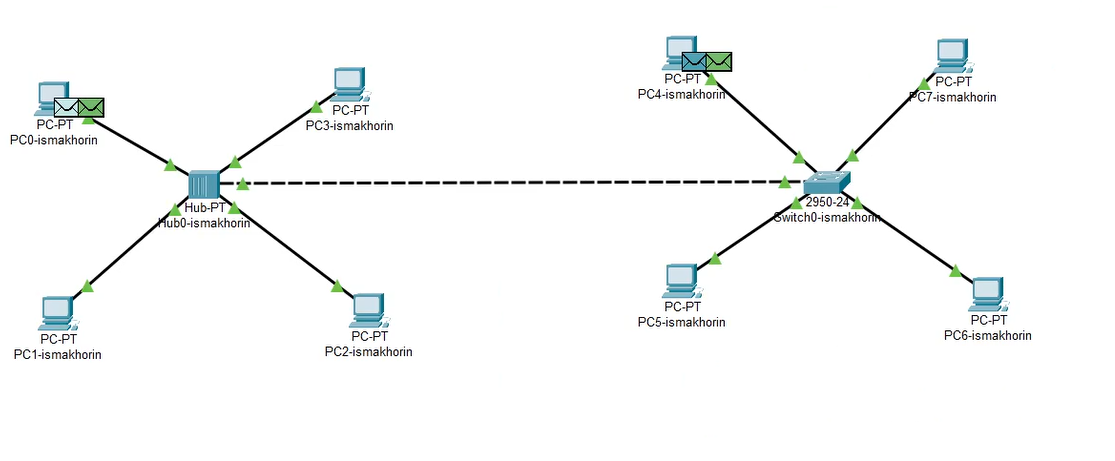 PC-PT
PC0-ismakhorin
PC-PT
PC3-ismakhorin
Hub-PT
Hub0-ismakhorin
PC-PT
PC1-ismakhorin
PC-PT
PC2-ismakhorin
PC-PT
PC4-ismakhorin
PC-PT
PC7-ismakhorin
2950-24
Switch0-ismakhorin
PC-PT
PC5-ismakhorin
PC-PT
PC6-ismakhorin